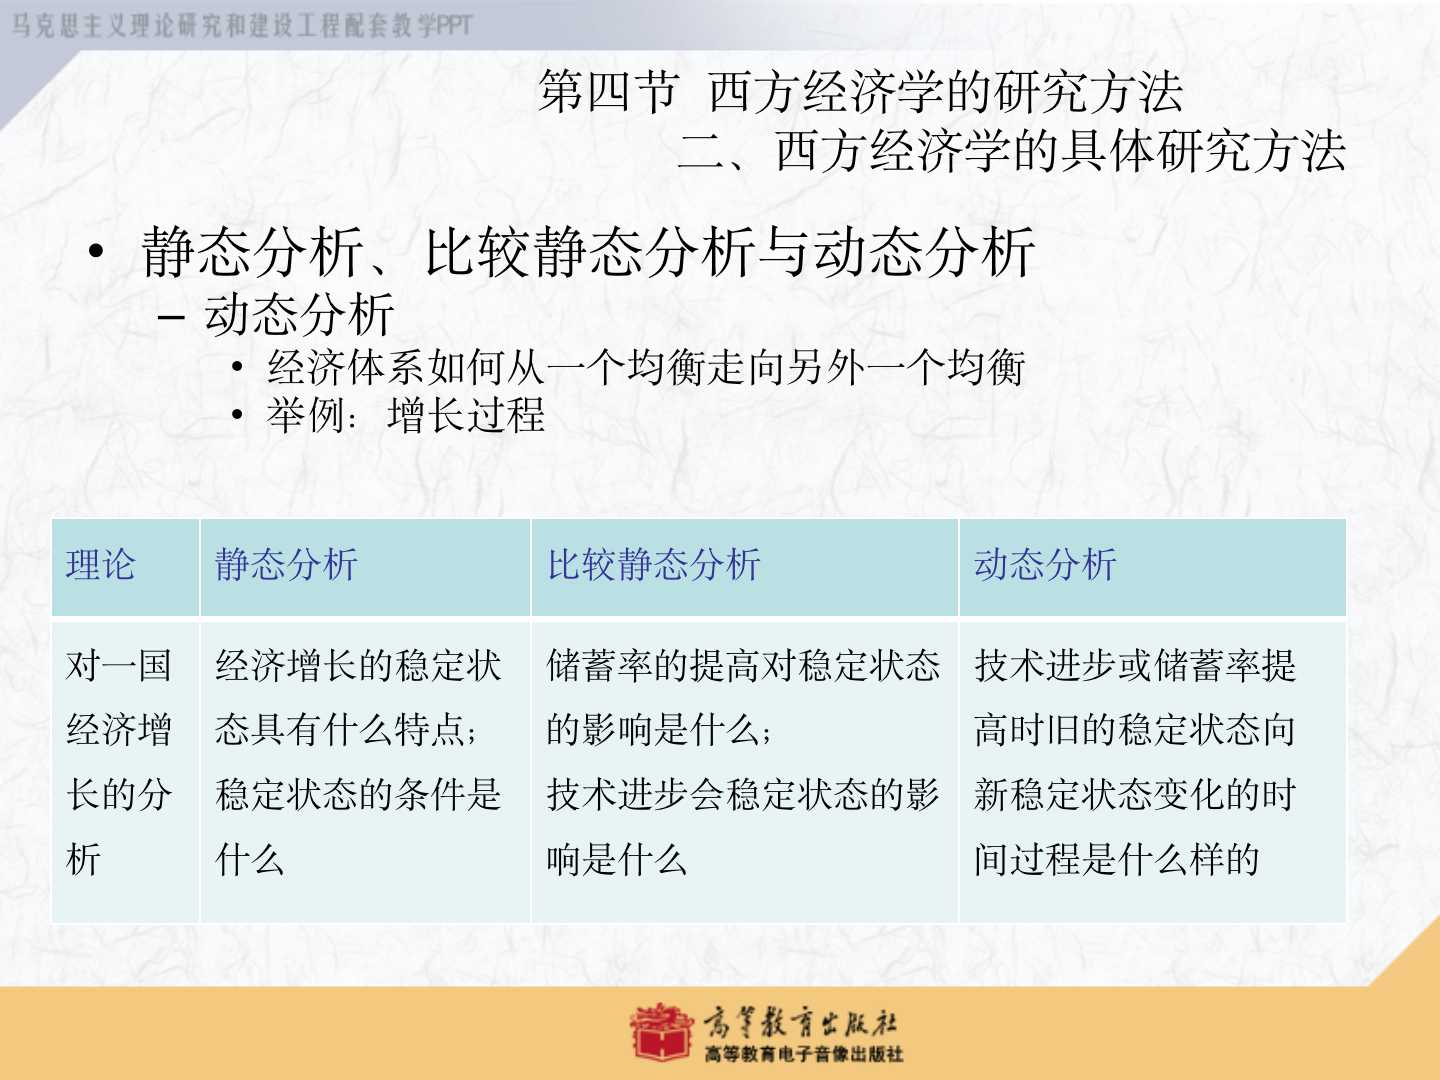 马克思主义理论研究和建设工程配套教学PPT
第四节 西方经济学的研究方法
二、西方经济学的具体研究方法
• 静态分析、比较静态分析与动态分析
– 动态分析
• 经济体系如何从一个均衡走向另外一个均衡
• 举例：增长过程
理论 静态分析 比较静态分析 动态分析
对一国
经济增
长的分
析
经济增长的稳定状
态具有什么特点；
稳定状态的条件是
什么
储蓄率的提高对稳定状态
的影响是什么；
技术进步会稳定状态的影
响是什么
技术进步或储蓄率提
高时旧的稳定状态向
新稳定状态变化的时
间过程是什么样的
高等教育出版社
高等教育电子音像出版社